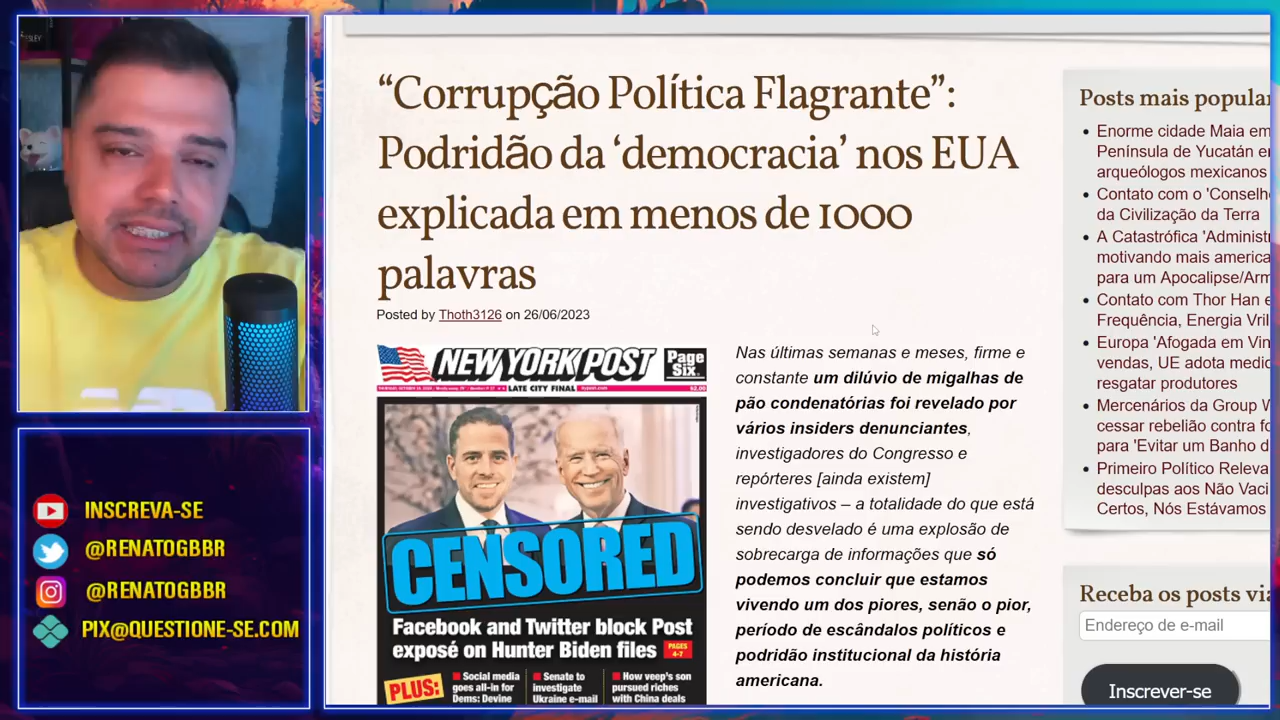 INSCREVA-SE
@RENATOGBBR
@RENATOGBBR
PIX@QUESTIONE-SE.COM
“Corrupção Política Flagrante”:
Podridão da ‘democracia’ nos EUA
explicada em menos de 1000
palavras
Posted by Thoth3126 on 26/06/2023
NEW YORK POST
Page Six.
LATE CITY FINAL
CENSORED
Facebook and Twitter block Post
exposé on Hunter Biden files
PAGES
4-7
PLUS:
Social media
goes all-in for
Dems: Devine
Senate to
investigate
Ukraine e-mail
How veep's son
pursued riches
with China deals
Nas últimas semanas e meses, firme e
constante um dilúvio de migalhas de
pão condenatórias foi revelado por
vários insiders denunciantes,
investigadores do Congresso e
repórteres [ainda existem]
investigativos – a totalidade do que está
sendo desvelado é uma explosão de
sobrecarga de informações que só
podemos concluir que estamos
vivendo um dos piores, senão o pior,
período de escândalos políticos e
podridão institucional da história
americana.
Posts mais popular
Enorme cidade Maia em
Península de Yucatán
arqueólogos mexicanos
Contato com o 'Conselh
da Civilização da Terra
A Catastrófica 'Administr
motivando mais america
para um Apocalipse/Arm
Contato com Thor Han e
Frequência, Energia Vril
Europa 'Afogada em Vin
vendas, UE adota medid
resgatar produtores
Mercenários da Group W
cessar rebelião contra
para 'Evitar um Banho d
Primeiro Político Releva
desculpas aos Não Vaci
Certos, Nós Estávamos
Receba os posts via
Endereço de e-mail
Inscrever-se